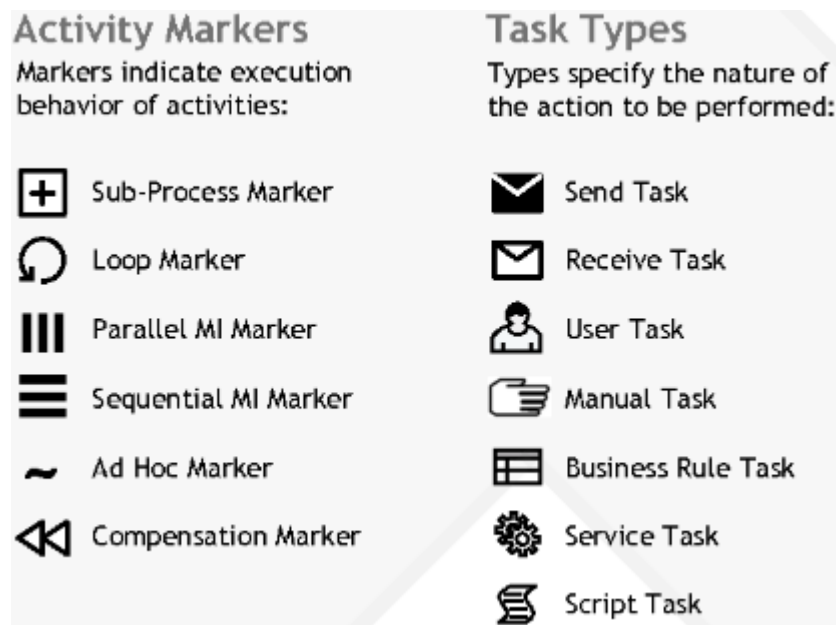 Activity Markers
Markers indicate execution
behavior of activities:
Sub-Process Marker
Loop Marker
Parallel MI Marker
Sequential MI Marker
Ad Hoc Marker
Compensation Marker
Task Types
Types specify the nature of
the action to be performed:
Send Task
Receive Task
User Task
Manual Task
Business Rule Task
Service Task
Script Task